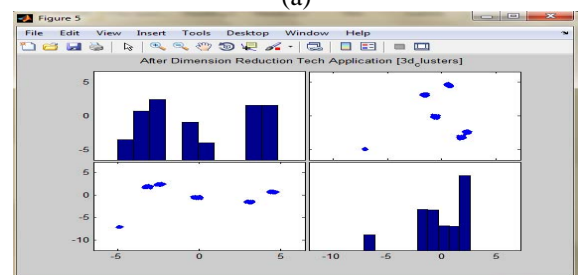 (a)
Figure 5
File Edit View Insert Tools Desktop Window Help
After Dimension Reduction Tech Application [3d_clusters]
5
0
-5
5
0
-5
-10
-5 0 5 -10 -5 0 5